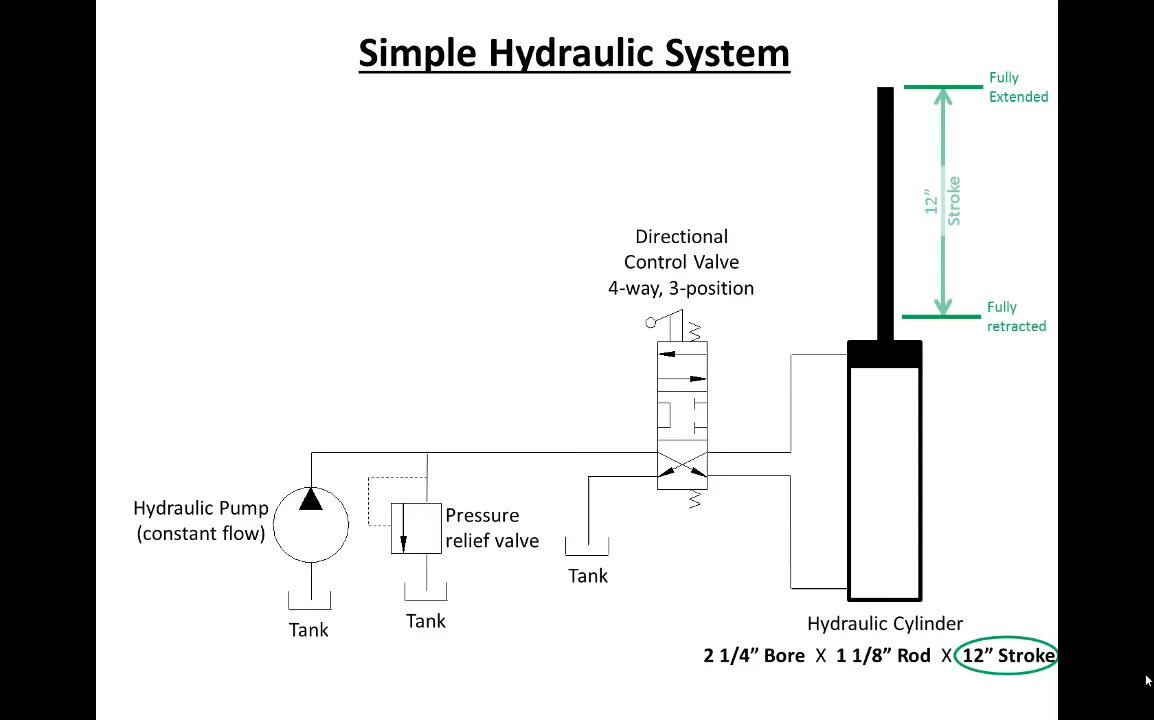 Simple Hydraulic System
Fully
Extended
12”
Stroke
Directional
Control Valve
4-way, 3-position
Fully
retracted
Hydraulic Pump
(constant flow)
Pressure
relief valve
Tank
Tank
Tank
Hydraulic Cylinder
2 1/4” Bore X 1 1/8” Rod X 12” Stroke